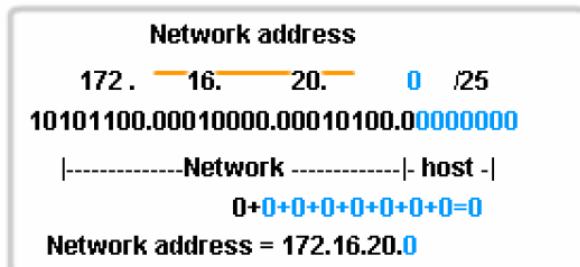 Network address
172. 16. 20. 0 /25
10101100.00010000.00010100.00000000
|--------------Network -------------|- host -|
0+0+0+0+0+0+0+0=0
Network address = 172.16.20.0